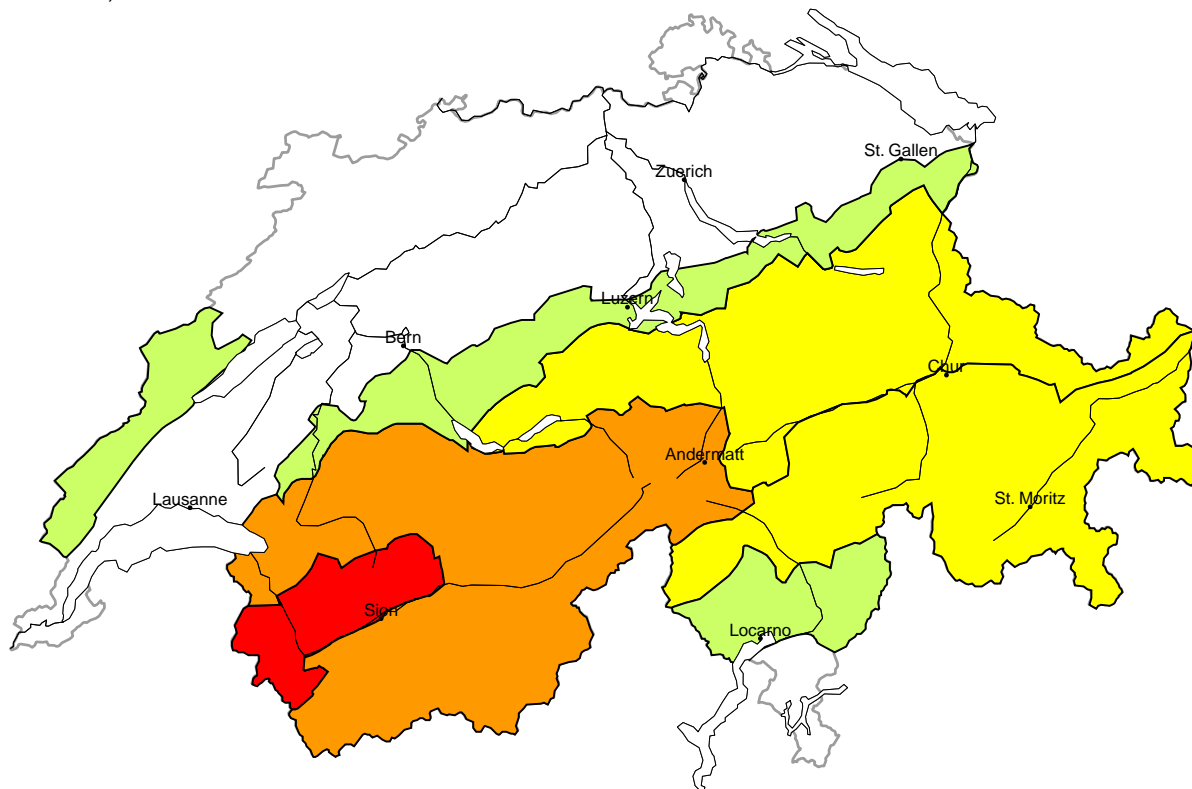 St. Gallen
Zuerich
Luzern
Bern
Chur
Andermatt
Lausanne
St. Moritz
Sion
Locarno